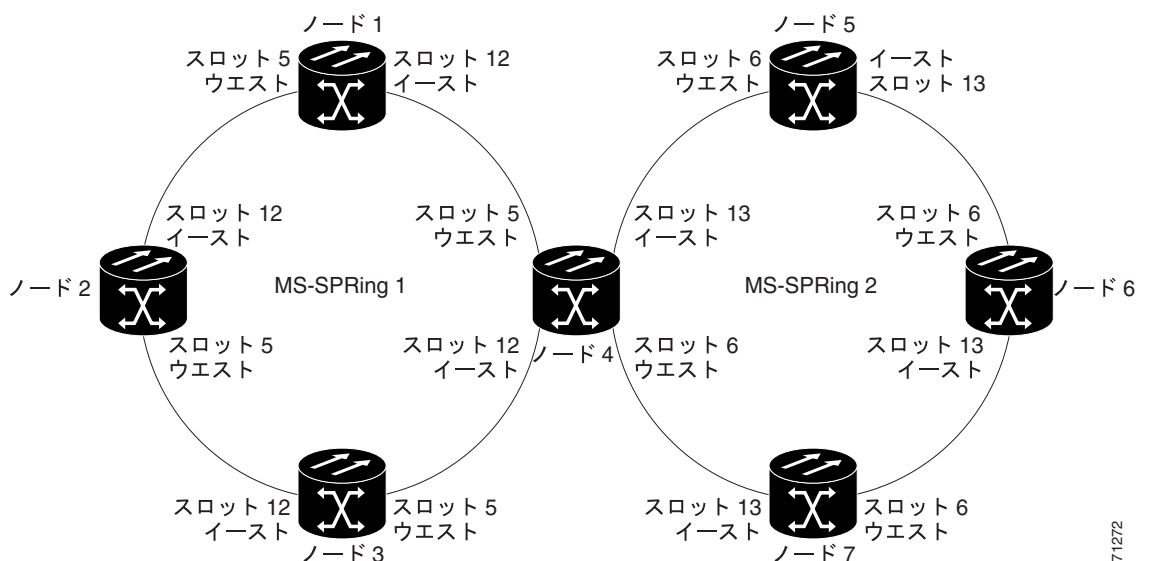 ノード 1
スロット 5
ウエスト
スロット 12
イースト
ノード 5
スロット 6
ウエスト
イースト
スロット 13
スロット 12
イースト
スロット 5
ウエスト
スロット 13
イースト
スロット 6
ウエスト
ノード 2
MS-SPRing 1
MS-SPRing 2
ノード 6
スロット 5
ウエスト
スロット 12
イースト
ノード 4
スロット 6
ウエスト
スロット 13
イースト
スロット 12
イースト
スロット 5
ウエスト
ノード 3
スロット 13
イースト
スロット 6
ウエスト
ノード 7
71272